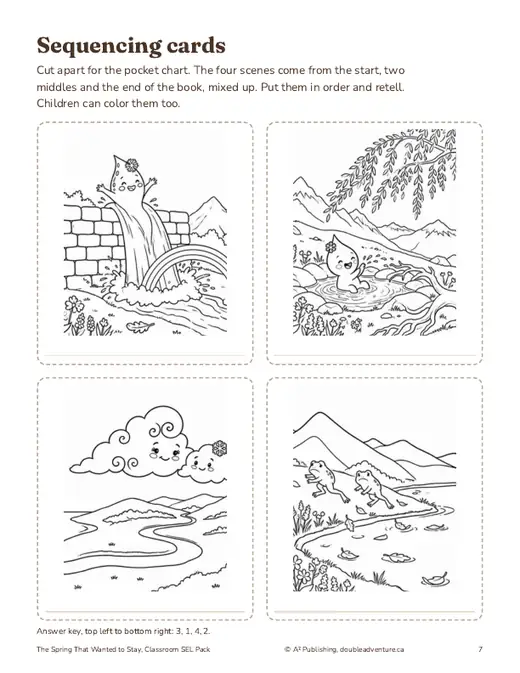 Sequencing cards
Cut apart for the pocket chart. The four scenes come from the start, two
middles and the end of the book, mixed up. Put them in order and retell.
Children can color them too.
Answer key, top left to bottom right: 3, 1, 4, 2.
The Spring That Wanted to Stay, Classroom SEL Pack
© A² Publishing, doubleadventure.ca
7